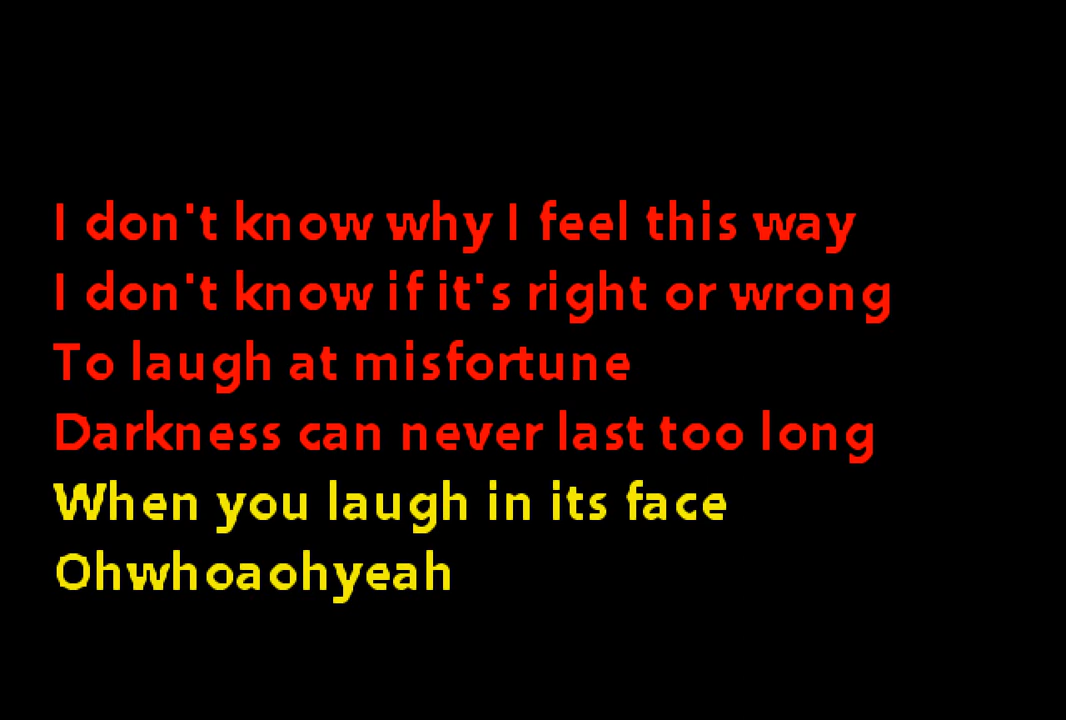 I don't know why I feel this way
I don't know if it's right or wrong
To laugh at misfortune
Darkness can never last too long
When you laugh in its face
Ohwhoaohyeah